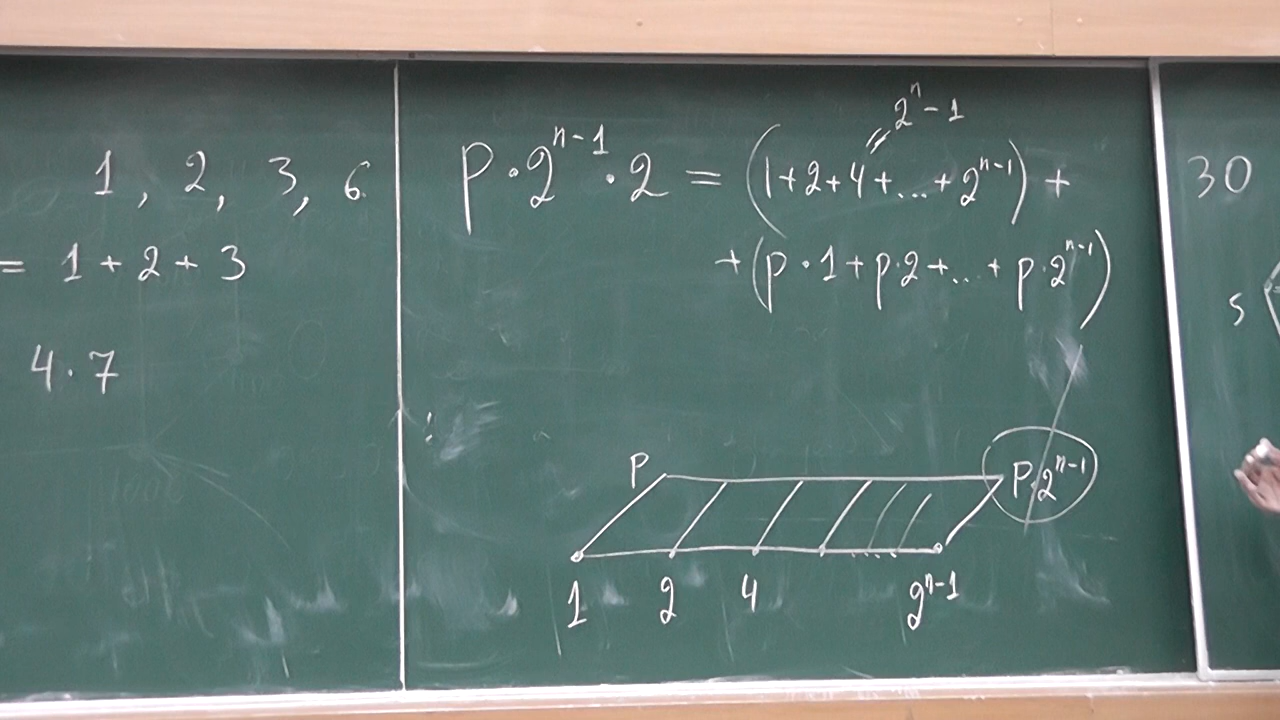 1, 2, 3, 6
= 1 + 2 + 3
4 · 7
2^n - 1
p · 2^{n-1} · 2 = (1 + 2 + 4 + ... + 2^{n-1}) +
+ (p · 1 + p · 2 + ... + p · 2^{n-1})
p p · 2^{n-1}
1 2 4 2^{n-1}
30
5